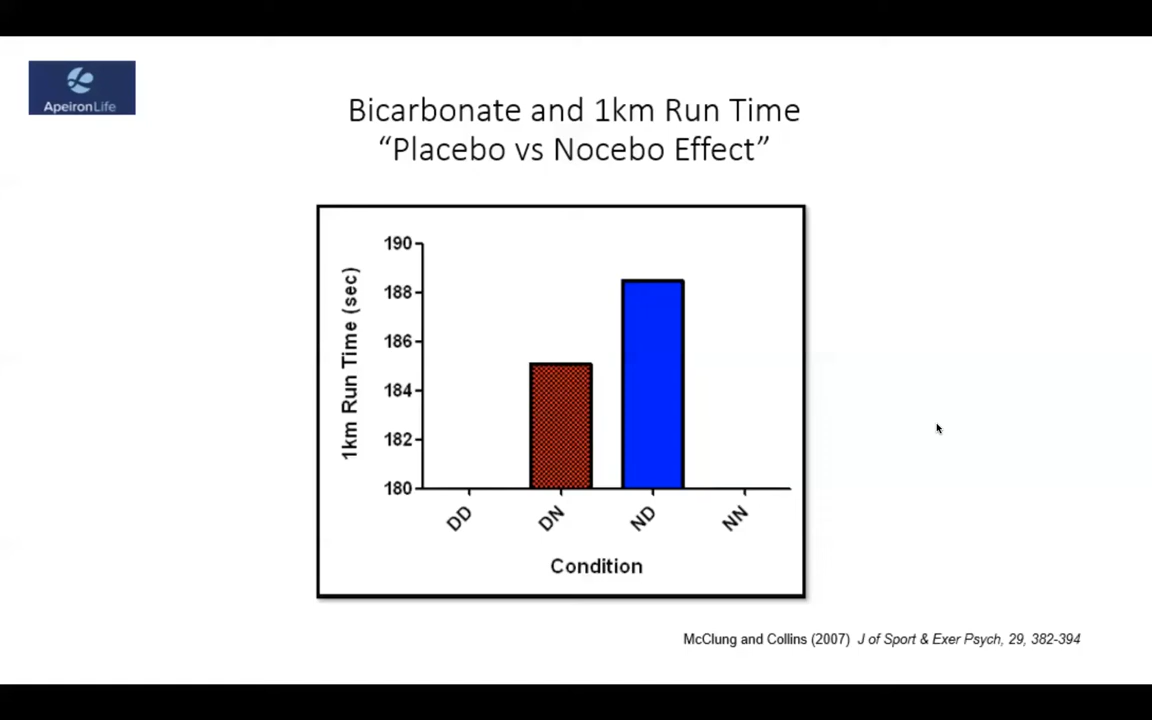 ApeironLife
Bicarbonate and 1km Run Time
“Placebo vs Nocebo Effect”
190
188
186
184
182
180
1km Run Time (sec)
DD
DN
ND
NN
Condition
McClung and Collins (2007) J of Sport & Exer Psych, 29, 382-394